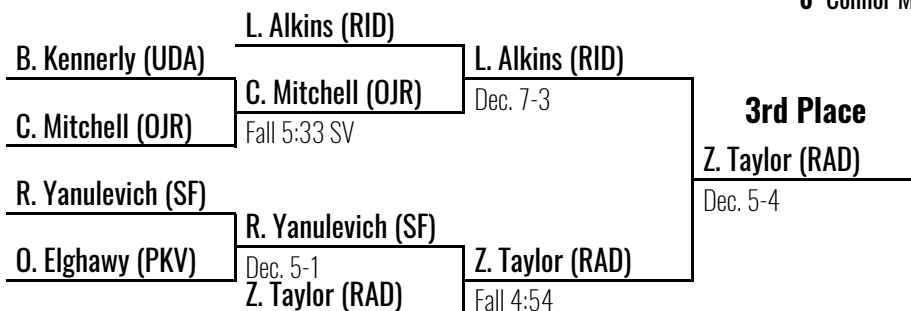 6 Connor M
L. Alkins (RID)
B. Kennerly (UDA)
L. Alkins (RID)
C. Mitchell (OJR)
Dec. 7-3
C. Mitchell (OJR)
Fall 5:33 SV
3rd Place
Z. Taylor (RAD)
R. Yanulevich (SF)
Dec. 5-4
R. Yanulevich (SF)
O. Elghawy (PKV)
Dec. 5-1
Z. Taylor (RAD)
Z. Taylor (RAD)
Fall 4:54